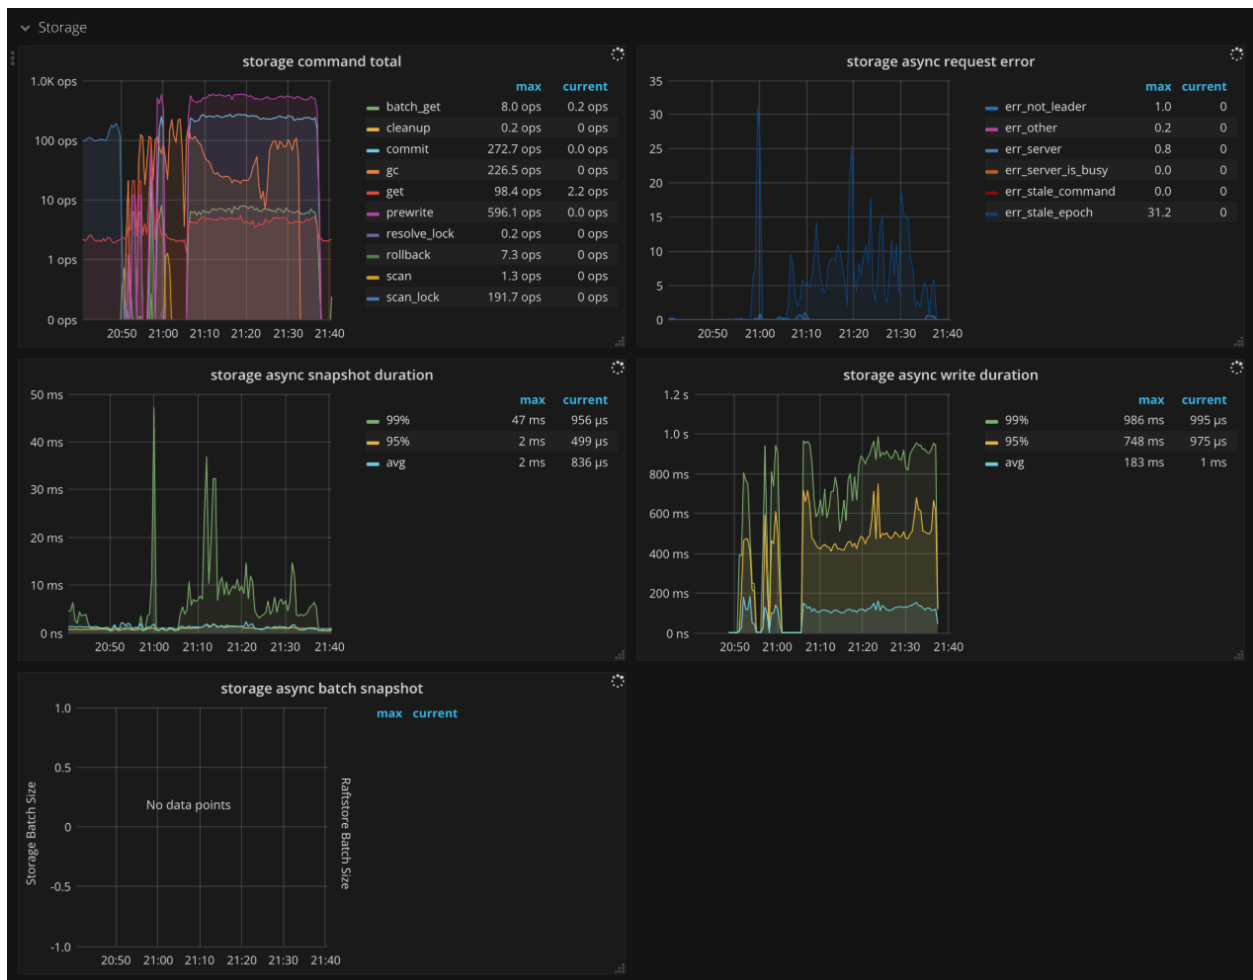 Storage
storage command total
1.0K ops
100 ops
10 ops
1 ops
0 ops
20:50 21:00 21:10 21:20 21:30 21:40
max current
batch_get 8.0 ops 0.2 ops
cleanup 0.2 ops 0 ops
commit 272.7 ops 0.0 ops
gc 226.5 ops 0 ops
get 98.4 ops 2.2 ops
prewrite 596.1 ops 0.0 ops
resolve_lock 0.2 ops 0 ops
rollback 7.3 ops 0 ops
scan 1.3 ops 0 ops
scan_lock 191.7 ops 0 ops
storage async request error
35
30
25
20
15
10
5
0
20:50 21:00 21:10 21:20 21:30 21:40
max current
err_not_leader 1.0 0
err_other 0.2 0
err_server 0.8 0
err_server_is_busy 0.0 0
err_stale_command 0.0 0
err_stale_epoch 31.2 0
storage async snapshot duration
50 ms
40 ms
30 ms
20 ms
10 ms
0 ns
20:50 21:00 21:10 21:20 21:30 21:40
max current
99% 47 ms 956 µs
95% 2 ms 499 µs
avg 2 ms 836 µs
storage async write duration
1.2 s
1.0 s
800 ms
600 ms
400 ms
200 ms
0 ns
20:50 21:00 21:10 21:20 21:30 21:40
max current
99% 986 ms 995 µs
95% 748 ms 975 µs
avg 183 ms 1 ms
storage async batch snapshot
Storage Batch Size
1.0
0.5
0
-0.5
-1.0
No data points
20:50 21:00 21:10 21:20 21:30 21:40
Raftstore Batch Size
max current